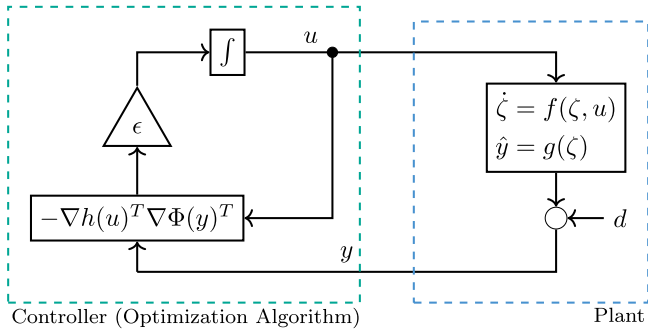 ∫
u
ϵ
ζ̇ = f(ζ, u)
ŷ = g(ζ)
−∇h(u)ᵀ∇Φ(y)ᵀ
d
y
Controller (Optimization Algorithm)
Plant